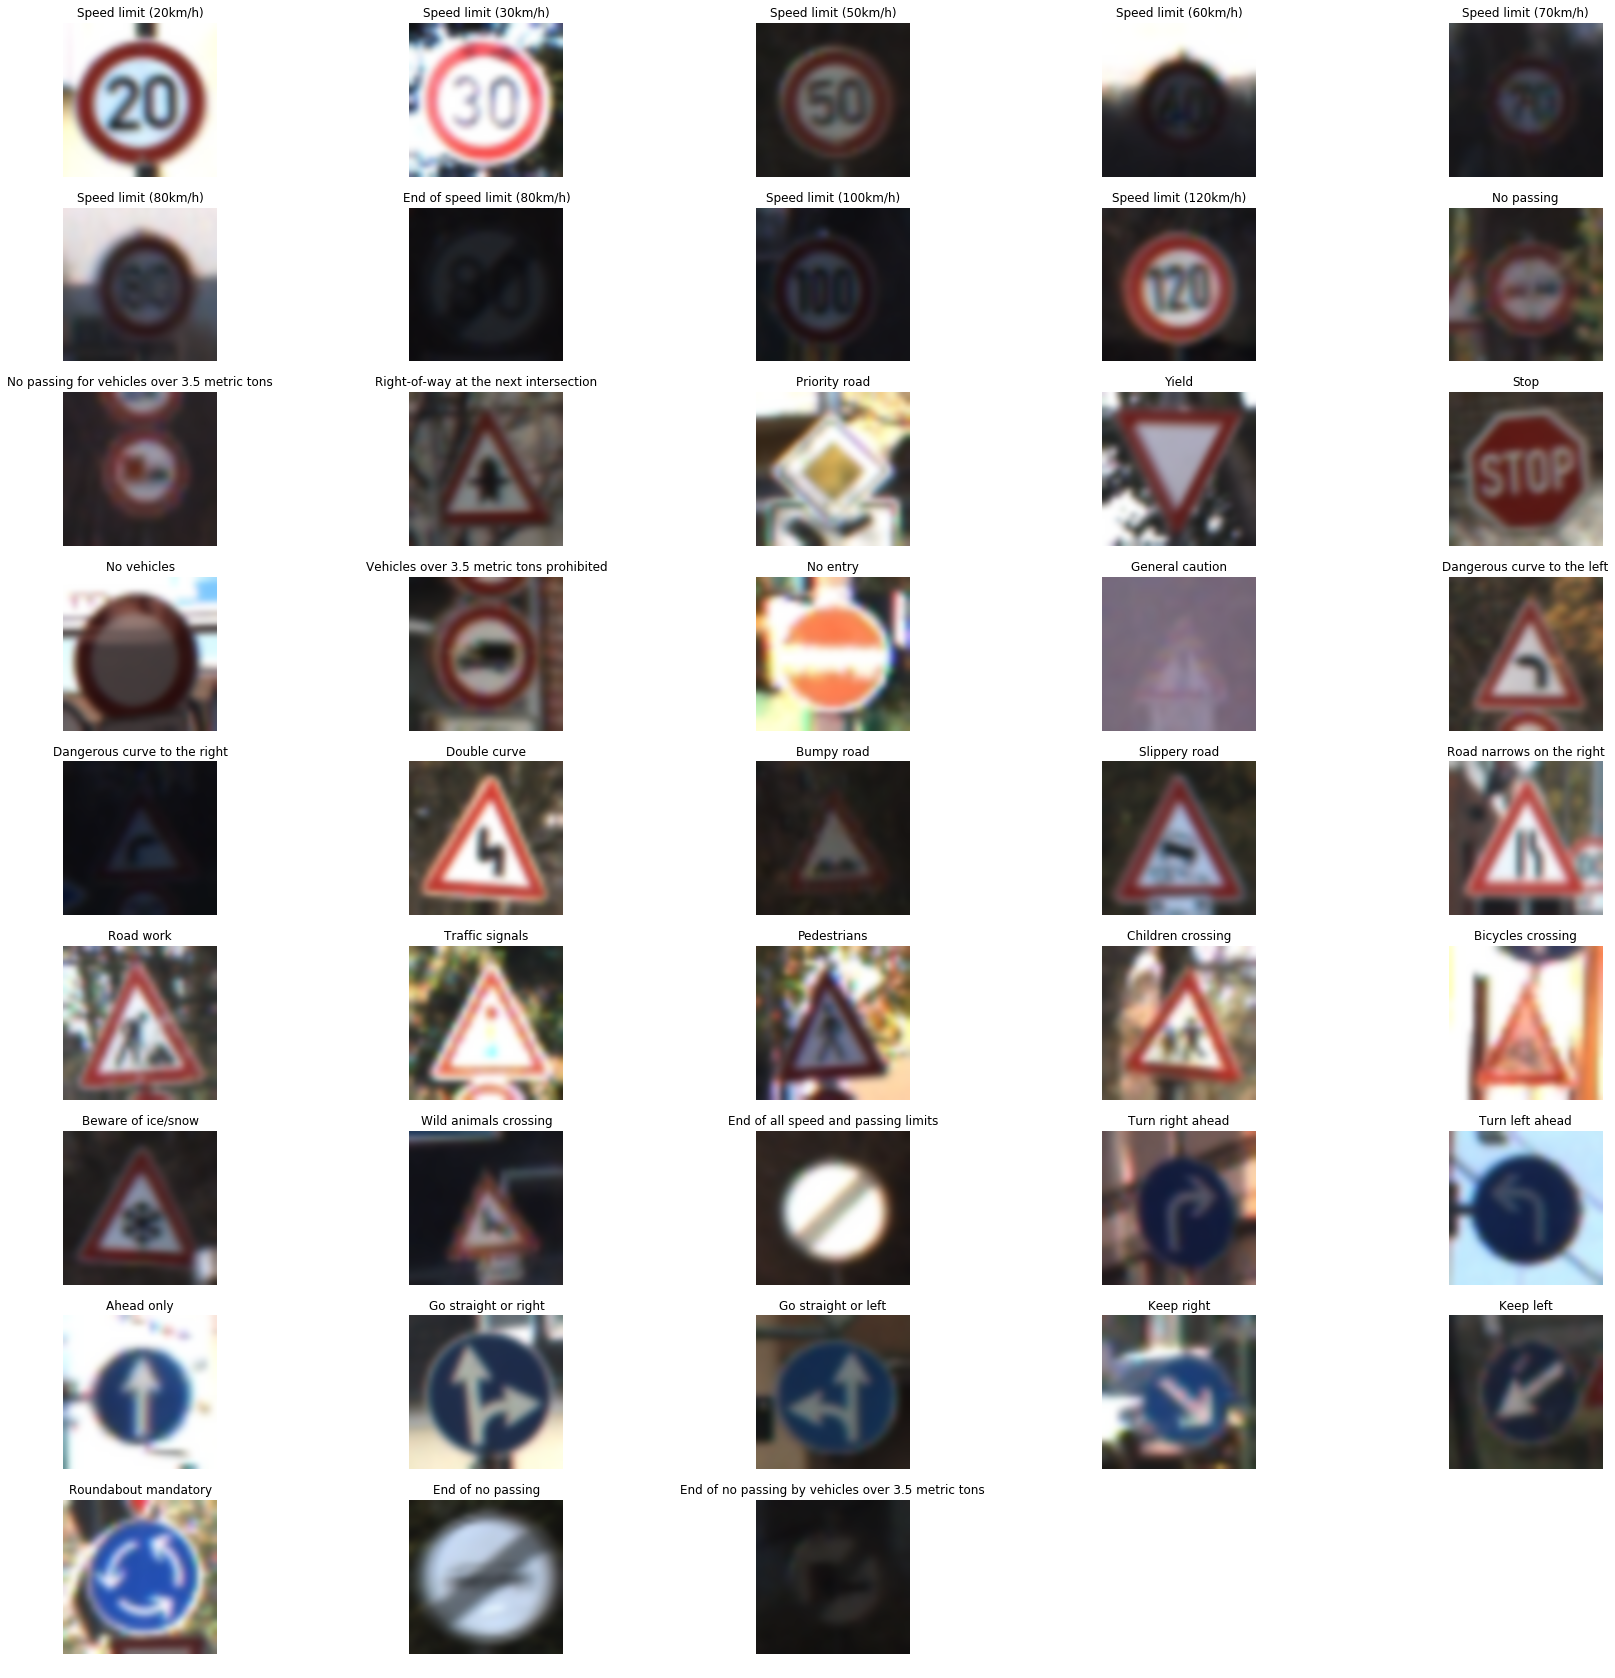 Speed limit (20km/h) Speed limit (30km/h) Speed limit (50km/h) Speed limit (60km/h) Speed limit (70km/h)
20 30 50 60 70
Speed limit (80km/h) End of speed limit (80km/h) Speed limit (100km/h) Speed limit (120km/h) No passing
80 80 100 120
No passing for vehicles over 3.5 metric tons Right-of-way at the next intersection Priority road Yield Stop
STOP
No vehicles Vehicles over 3.5 metric tons prohibited No entry General caution Dangerous curve to the left
Dangerous curve to the right Double curve Bumpy road Slippery road Road narrows on the right
Road work Traffic signals Pedestrians Children crossing Bicycles crossing
Beware of ice/snow Wild animals crossing End of all speed and passing limits Turn right ahead Turn left ahead
Ahead only Go straight or right Go straight or left Keep right Keep left
Roundabout mandatory End of no passing End of no passing by vehicles over 3.5 metric tons